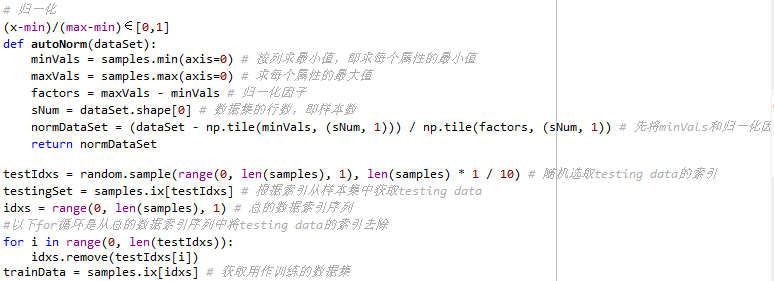 # 归一化
(x-min)/(max-min)∈[0,1]
def autoNorm(dataSet):
    minVals = samples.min(axis=0) # 按列求最小值，即求每个属性的最小值
    maxVals = samples.max(axis=0) # 求每个属性的最大值
    factors = maxVals - minVals # 归一化因子
    sNum = dataSet.shape[0] # 数据集的行数，即样本数
    normDataSet = (dataSet - np.tile(minVals, (sNum, 1))) / np.tile(factors, (sNum, 1)) # 先将minVals和归一化因
    return normDataSet
testIdxs = random.sample(range(0, len(samples), 1), len(samples) * 1 / 10) # 随机选取testing data的索引
testingSet = samples.ix[testIdxs] # 根据索引从样本集中获取testing data
idxs = range(0, len(samples), 1) # 总的数据索引序列
#以下for循环是从总的数据索引序列中将testing data的索引去除
for i in range(0, len(testIdxs)):
    idxs.remove(testIdxs[i])
trainData = samples.ix[idxs] # 获取用作训练的数据集